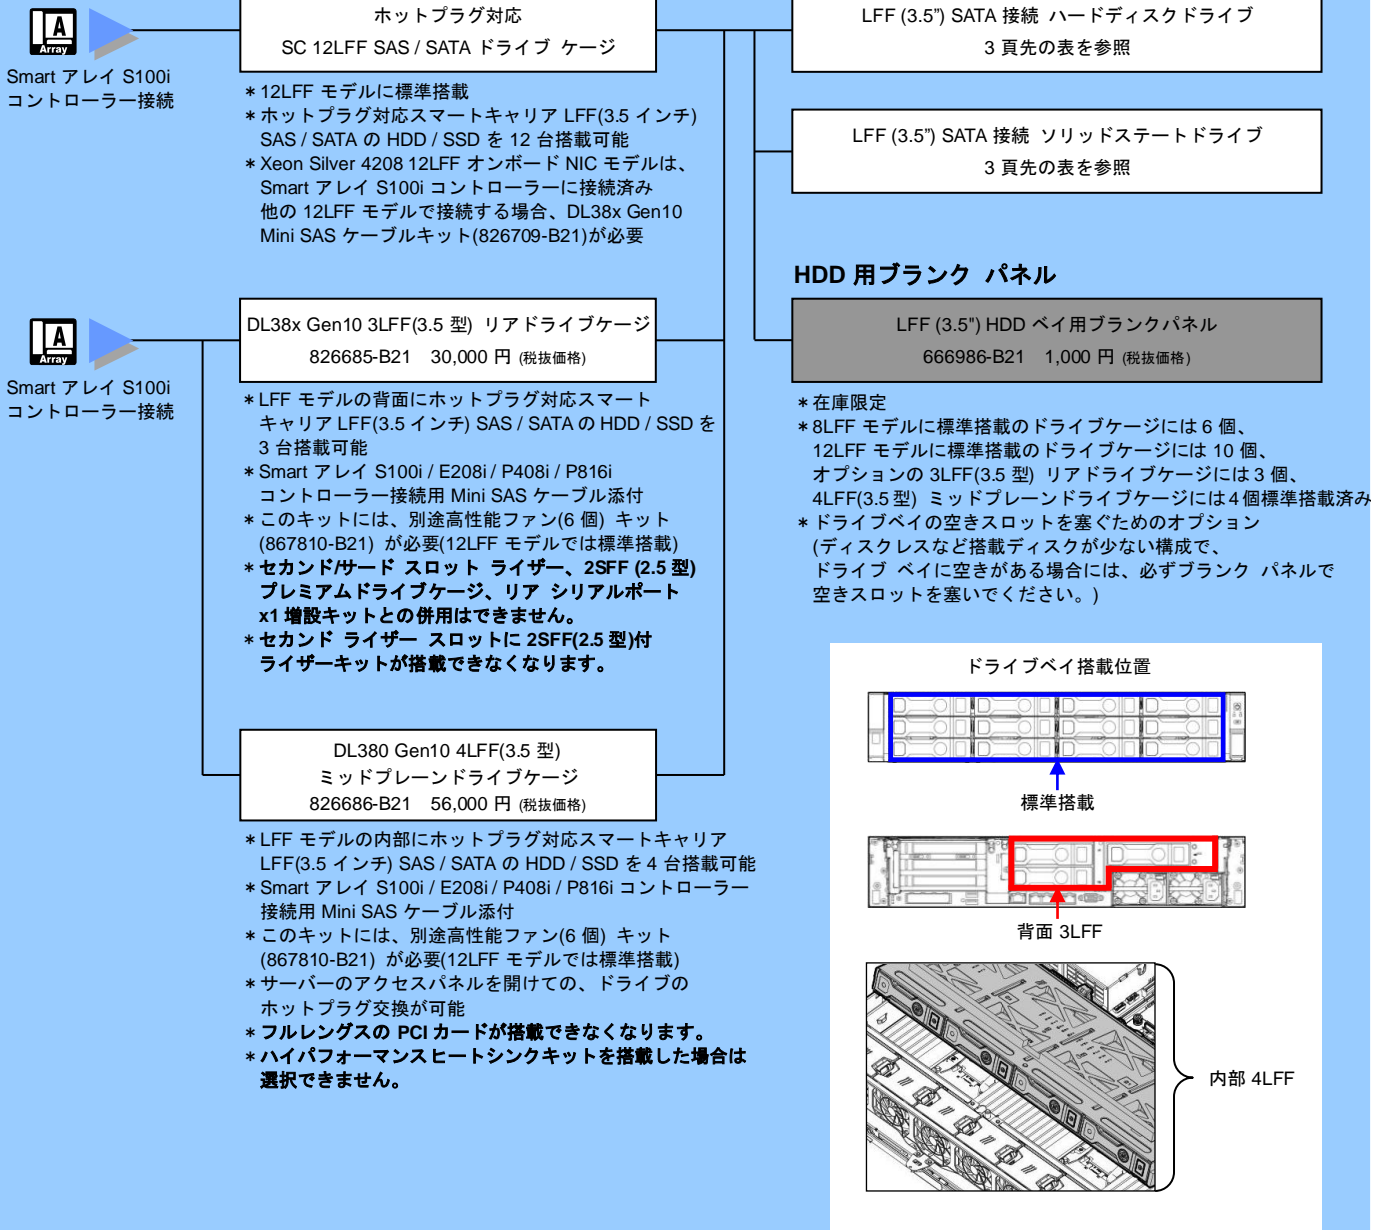 A
Array
Smart アレイ S100i
コントローラー接続
ホットプラグ対応
SC 12LFF SAS / SATA ドライブ ケージ
＊12LFF モデルに標準搭載
＊ホットプラグ対応スマートキャリア LFF(3.5 インチ)
SAS / SATA の HDD / SSD を 12 台搭載可能
＊Xeon Silver 4208 12LFF オンボード NIC モデルは、
Smart アレイ S100i コントローラーに接続済み
他の 12LFF モデルで接続する場合、DL38x Gen10
Mini SAS ケーブルキット(826709-B21)が必要
A
Array
Smart アレイ S100i
コントローラー接続
DL38x Gen10 3LFF(3.5 型) リアドライブケージ
826685-B21 30,000 円 (税抜価格)
＊LFF モデルの背面にホットプラグ対応スマート
キャリア LFF(3.5 インチ) SAS / SATA の HDD / SSD を
3 台搭載可能
＊Smart アレイ S100i / E208i / P408i / P816i
コントローラー接続用 Mini SAS ケーブル添付
＊このキットには、別途高性能ファン(6 個) キット
(867810-B21) が必要(12LFF モデルでは標準搭載)
＊セカンド/サード スロット ライザー、2SFF (2.5 型)
プレミアムドライブケージ、リア シリアルポート
x1 増設キットとの併用はできません。
＊セカンド ライザー スロットに 2SFF(2.5 型)付
ライザーキットが搭載できなくなります。
DL380 Gen10 4LFF(3.5 型)
ミッドプレーンドライブケージ
826686-B21 56,000 円 (税抜価格)
＊LFF モデルの内部にホットプラグ対応スマートキャリア
LFF(3.5 インチ) SAS / SATA の HDD / SSD を 4 台搭載可能
＊Smart アレイ S100i / E208i / P408i / P816i コントローラー
接続用 Mini SAS ケーブル添付
＊このキットには、別途高性能ファン(6 個) キット
(867810-B21) が必要(12LFF モデルでは標準搭載)
＊サーバーのアクセスパネルを開けての、ドライブの
ホットプラグ交換が可能
＊フルレングスの PCI カードが搭載できなくなります。
＊ハイパフォーマンスヒートシンクキットを搭載した場合は
選択できません。
LFF (3.5”) SATA 接続 ハードディスクドライブ
3 頁先の表を参照
LFF (3.5”) SATA 接続 ソリッドステートドライブ
3 頁先の表を参照
HDD 用ブランク パネル
LFF (3.5") HDD ベイ用ブランクパネル
666986-B21 1,000 円 (税抜価格)
＊在庫限定
＊8LFF モデルに標準搭載のドライブケージには 6 個、
12LFF モデルに標準搭載のドライブケージには 10 個、
オプションの 3LFF(3.5 型) リアドライブケージには 3 個、
4LFF(3.5 型) ミッドプレーンドライブケージには 4 個標準搭載済み
＊ドライブベイの空きスロットを塞ぐためのオプション
(ディスクレスなど搭載ディスクが少ない構成で、
ドライブ ベイに空きがある場合には、必ずブランク パネルで
空きスロットを塞いでください。)
ドライブベイ搭載位置
標準搭載
背面 3LFF
内部 4LFF